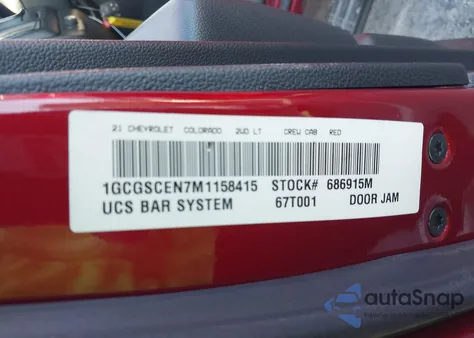 21 CHEVROLET COLORADO 2WD LT CREW CAB RED
1GCGSCEN7M1158415 STOCK# 686915M
UCS BAR SYSTEM 67T001 DOOR JAM
autoSnap